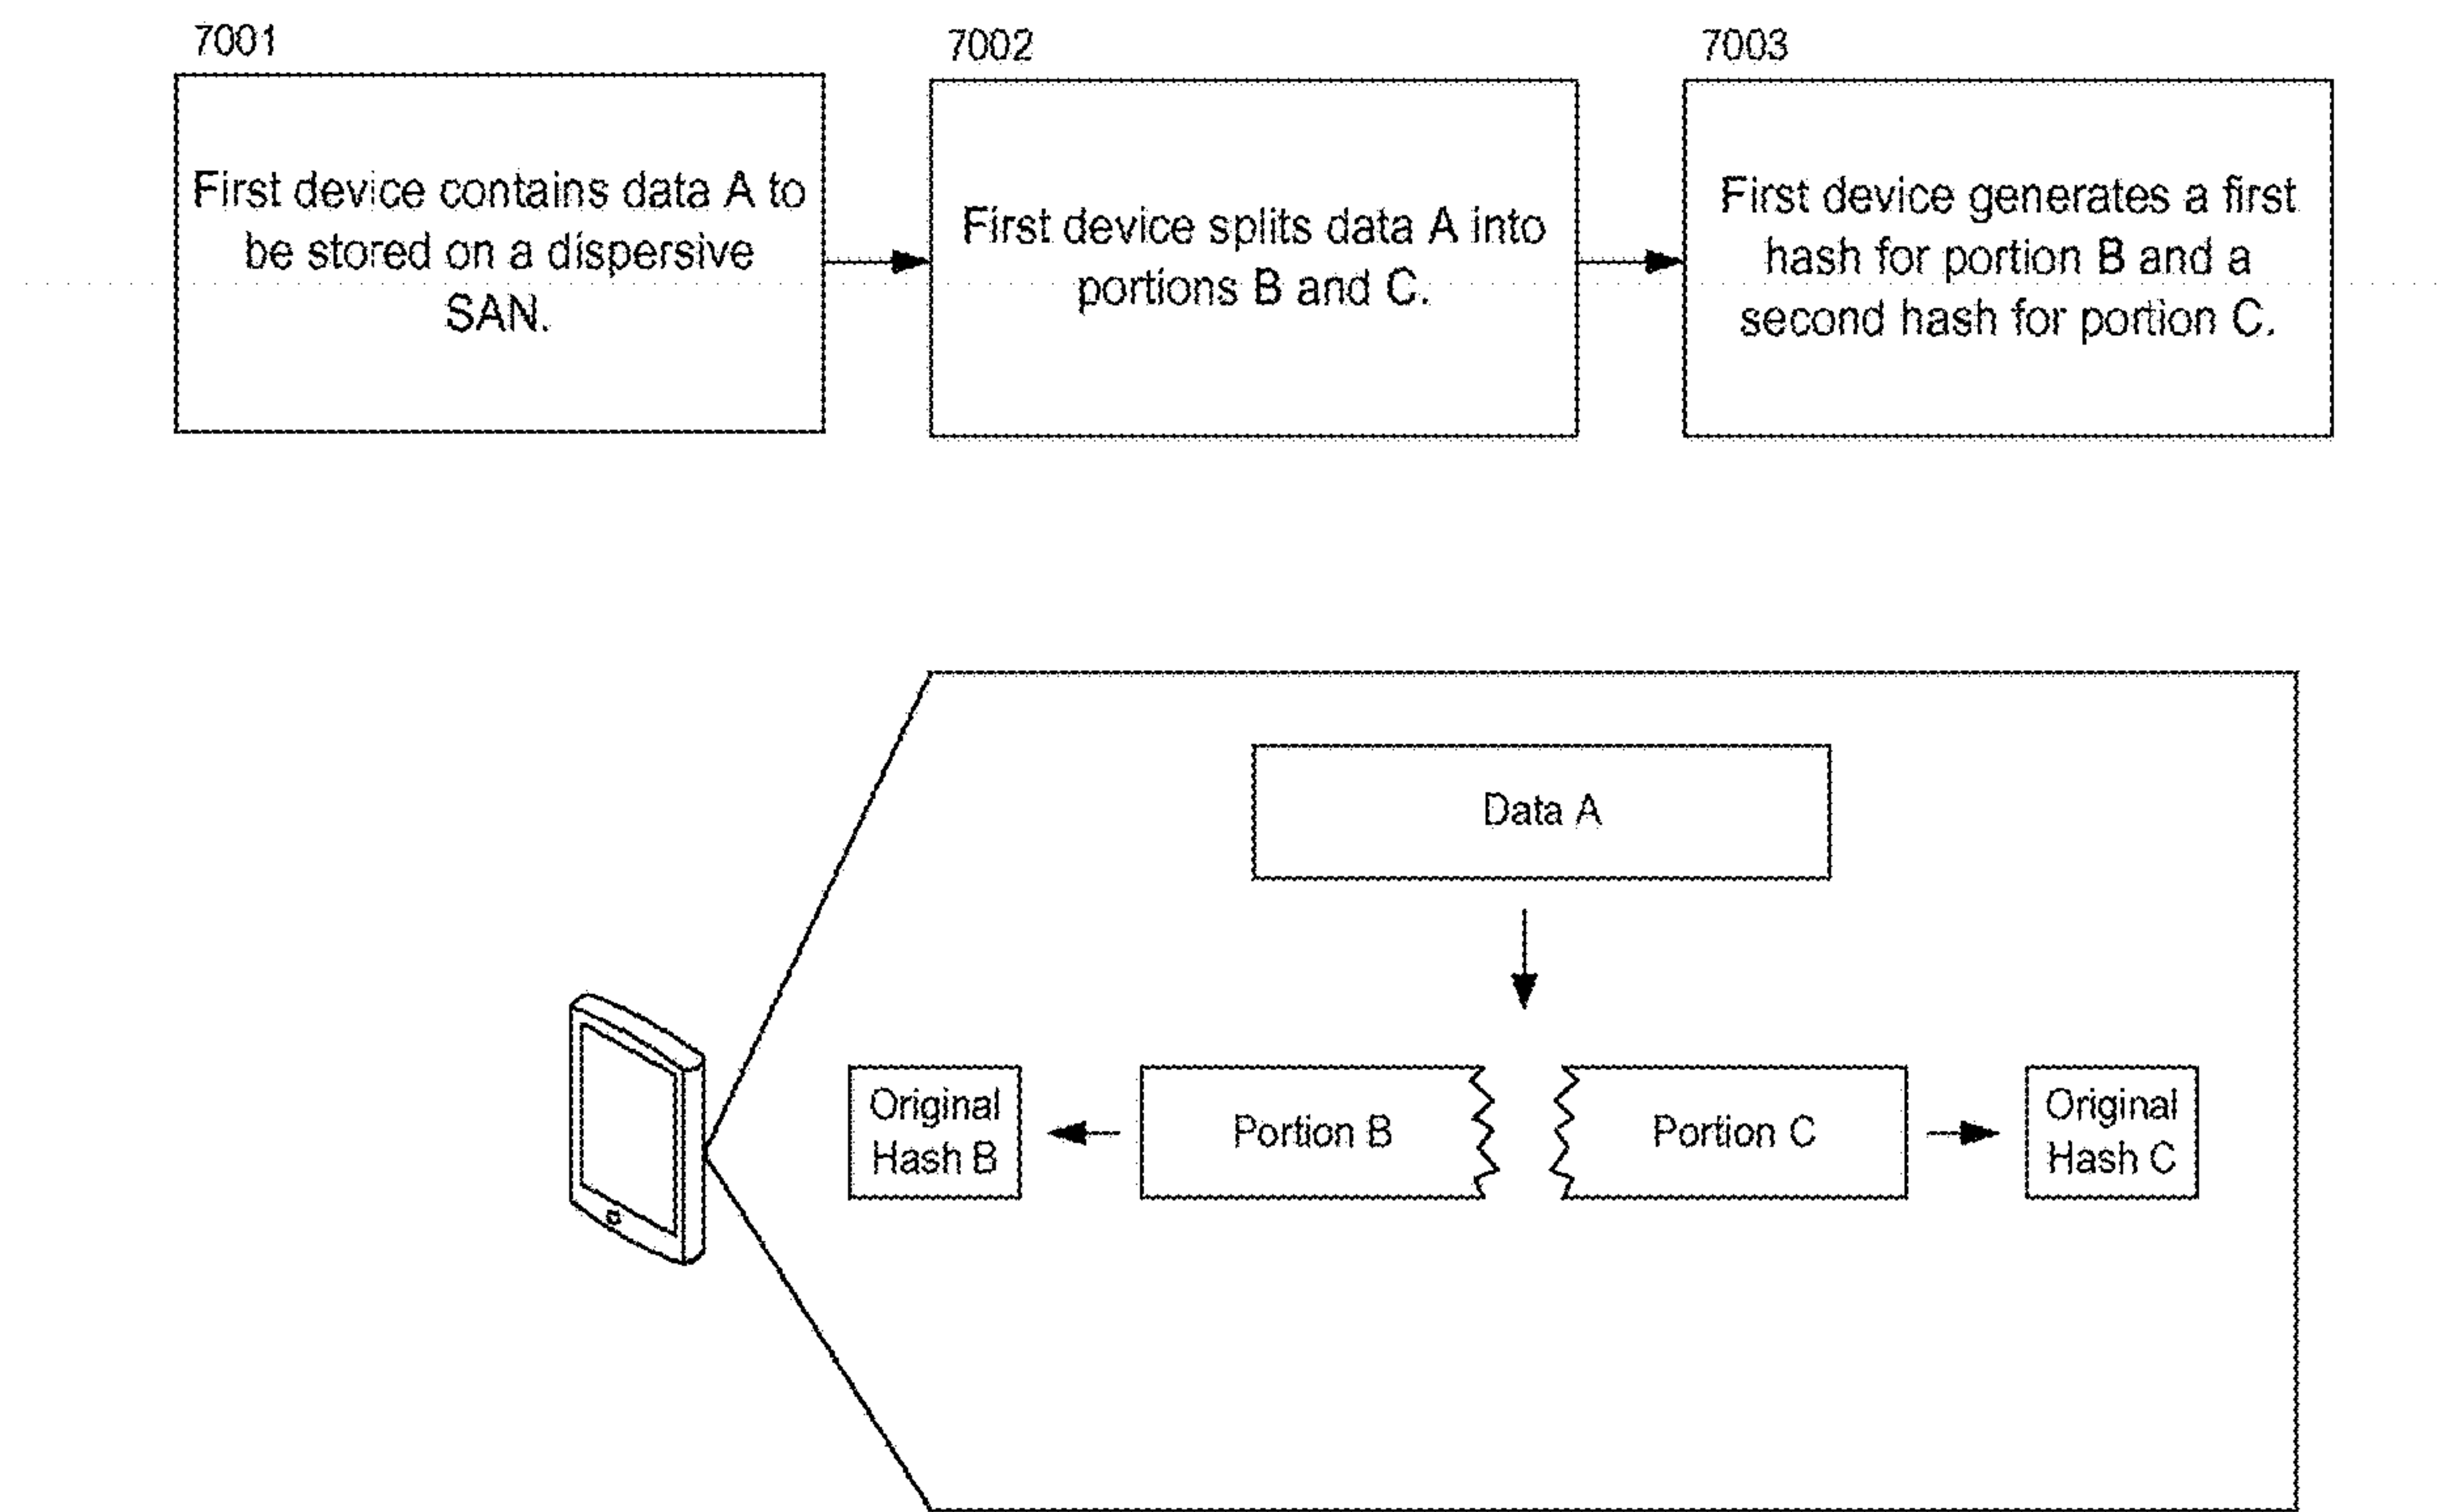 7001
First device contains data A to
be stored on a dispersive
SAN.
7002
First device splits data A into
portions B and C.
7003
First device generates a first
hash for portion B and a
second hash for portion C.
Data A
Original
Hash B
Portion B
Portion C
Original
Hash C